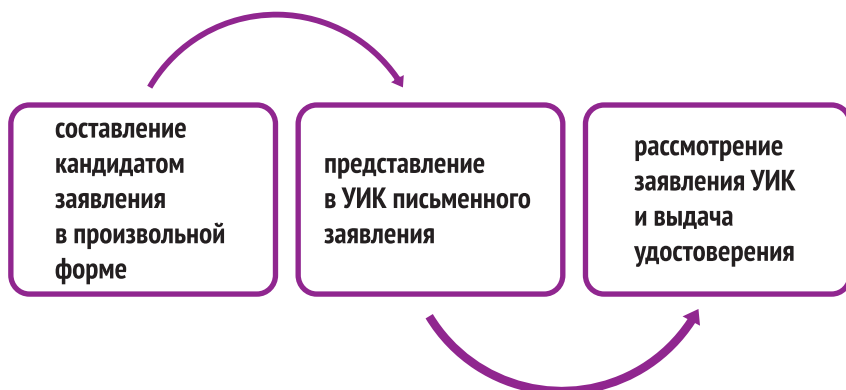 составление
кандидатом
заявления
в произвольной
форме
представление
в УИК письменного
заявления
рассмотрение
заявления УИК
и выдача
удостоверения